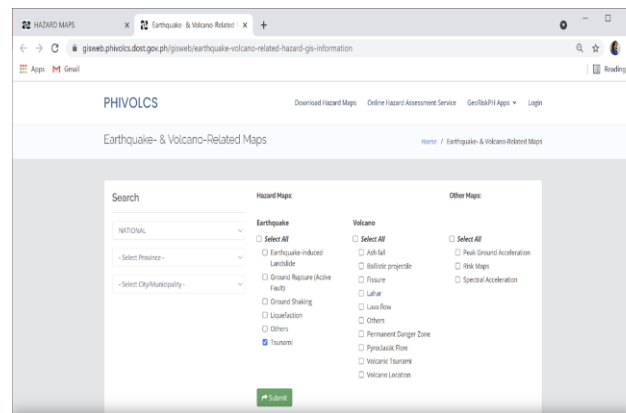 HAZARD MAPS
Earthquake- & Volcano-Related
gisweb.phivolcs.dost.gov.ph/gisweb/earthquake-volcano-related-hazard-gis-information
Apps M Gmail
Reading
PHIVOLCS
Download Hazard Maps Online Hazard Assessment Service GeoRiskPH Apps Login
Earthquake- & Volcano-Related Maps
Home / Earthquake- & Volcano-Related Maps
Search
NATIONAL
- Select Province -
- Select City/Municipality -
Hazard Maps:
Earthquake
Select All
Earthquake-induced
Landslide
Ground Rupture (Active
Fault)
Ground Shaking
Liquefaction
Others
Tsunami
Submit
Volcano
Select All
Ash fall
Ballistic projectile
Fissure
Lahar
Lava flow
Others
Permanent Danger Zone
Pyroclastic Flow
Volcanic Tsunami
Volcano Location
Other Maps:
Select All
Peak Ground Acceleration
Risk Maps
Spectral Acceleration